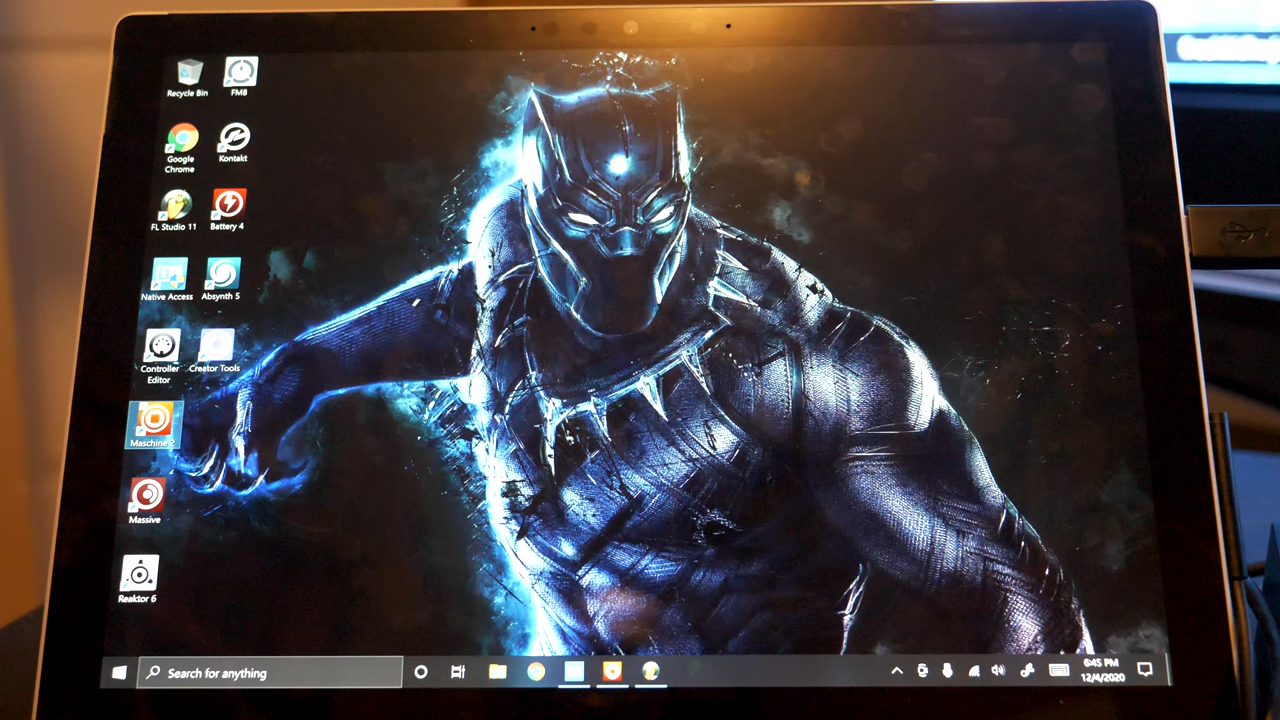 Recycle Bin
FM8
Google
Chrome
Kontakt
FL Studio 11
Battery 4
Native Access
Absynth 5
Controller
Editor
Creator Tools
Maschine 2
Massive
Reaktor 6
Search for anything
6:45 PM
12/4/2020